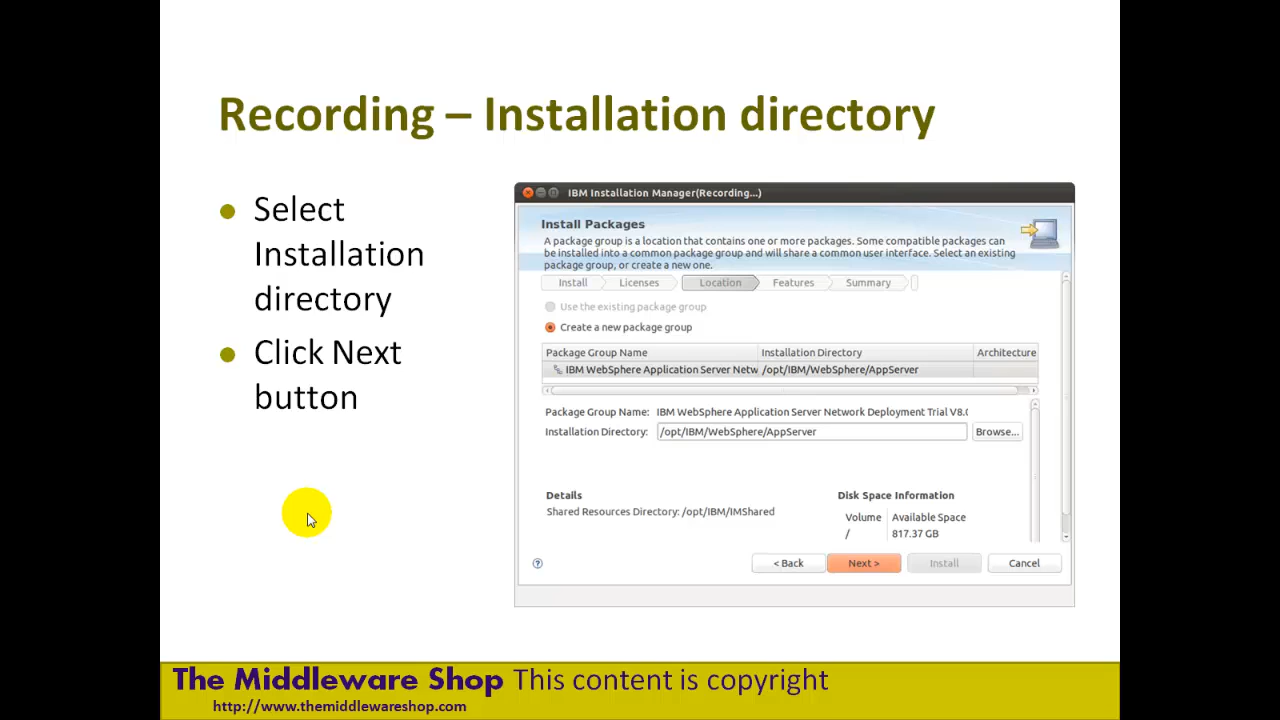 Recording – Installation directory
Select
Installation
directory
Click Next
button
IBM Installation Manager(Recording...)
Install Packages
A package group is a location that contains one or more packages. Some compatible packages can
be installed into a common package group and will share a common user interface. Select an existing
package group, or create a new one.
Install Licenses Location Features Summary
Use the existing package group
Create a new package group
Package Group Name Installation Directory Architecture
IBM WebSphere Application Server Netw /opt/IBM/WebSphere/AppServer
Package Group Name: IBM WebSphere Application Server Network Deployment Trial V8.0
Installation Directory: /opt/IBM/WebSphere/AppServer Browse...
Details Disk Space Information
Shared Resources Directory: /opt/IBM/IMShared
Volume Available Space
/ 817.37 GB
? < Back Next > Install Cancel
The Middleware Shop This content is copyright
http://www.themiddlewareshop.com